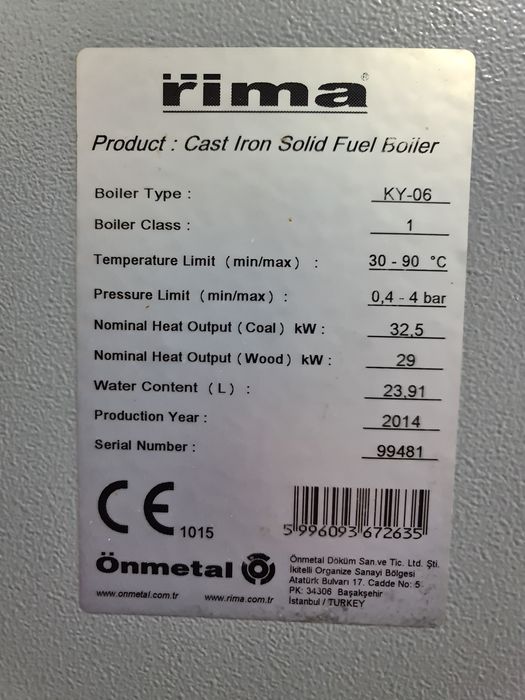 rima®
Product : Cast Iron Solid Fuel Boiler
Boiler Type : KY-06
Boiler Class : 1
Temperature Limit (min/max) : 30 - 90 °C
Pressure Limit (min/max) : 0,4 - 4 bar
Nominal Heat Output (Coal) kW : 32,5
Nominal Heat Output (Wood) kW : 29
Water Content (L) : 23,91
Production Year : 2014
Serial Number : 99481
CE 1015
5 996093 672635
Önmetal
www.onmetal.com.tr www.rima.com.tr
Önmetal Döküm San.ve Tic. Ltd. Şti.
İkitelli Organize Sanayi Bölgesi
Atatürk Bulvarı 17. Cadde No: 5
PK: 34306 Başakşehir
İstanbul / TURKEY